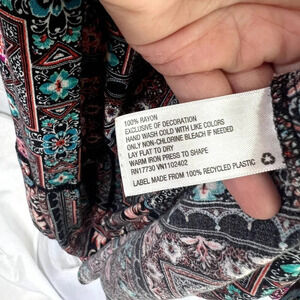 100% RAYON
EXCLUSIVE OF DECORATION
HAND WASH COLD WITH LIKE COLORS
ONLY NON-CHLORINE BLEACH IF NEEDED
LAY FLAT TO DRY
WARM IRON PRESS TO SHAPE
RN17730 VN1102402
LABEL MADE FROM 100% RECYCLED PLASTIC